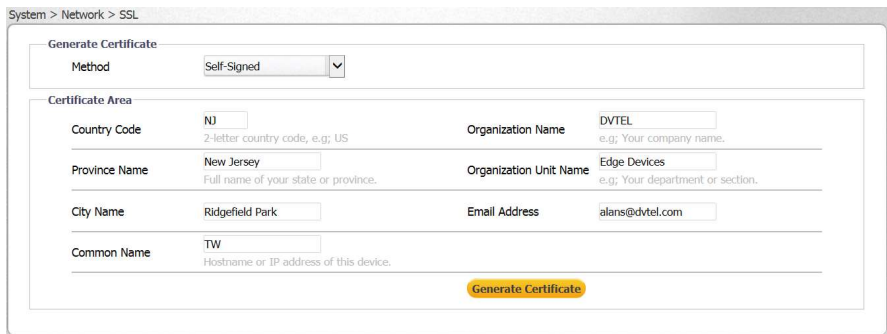 System > Network > SSL
Generate Certificate
Method Self-Signed
Certificate Area
Country Code NJ Organization Name DVTEL
2-letter country code, e.g; US e.g; Your company name.
Province Name New Jersey Organization Unit Name Edge Devices
Full name of your state or province. e.g; Your department or section.
City Name Ridgefield Park Email Address alans@dvtel.com
Common Name TW
Hostname or IP address of this device.
Generate Certificate